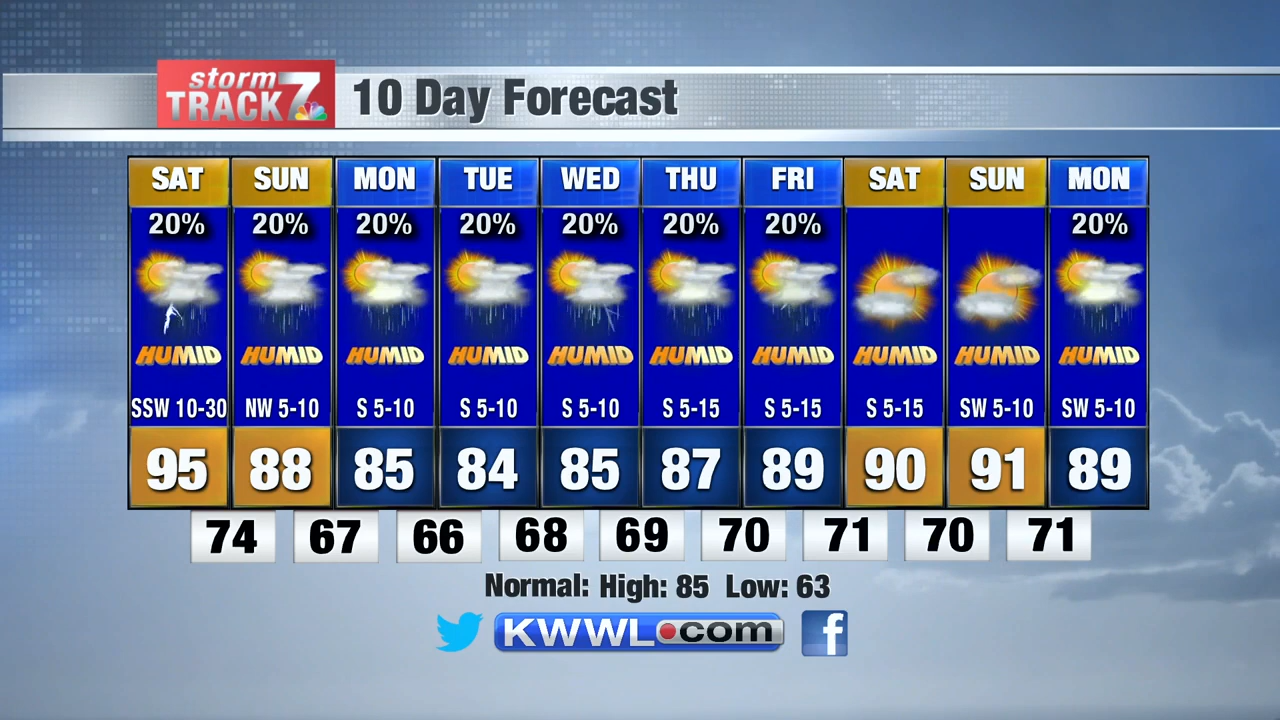 storm
TRACK 7
10 Day Forecast
SAT SUN MON TUE WED THU FRI SAT SUN MON
20% 20% 20% 20% 20% 20% 20% 20%
HUMID HUMID HUMID HUMID HUMID HUMID HUMID HUMID HUMID HUMID
SSW 10-30 NW 5-10 S 5-10 S 5-10 S 5-10 S 5-15 S 5-15 S 5-15 SW 5-10 SW 5-10
95 88 85 84 85 87 89 90 91 89
74 67 66 68 69 70 71 70 71
Normal: High: 85 Low: 63
KWWL.com f